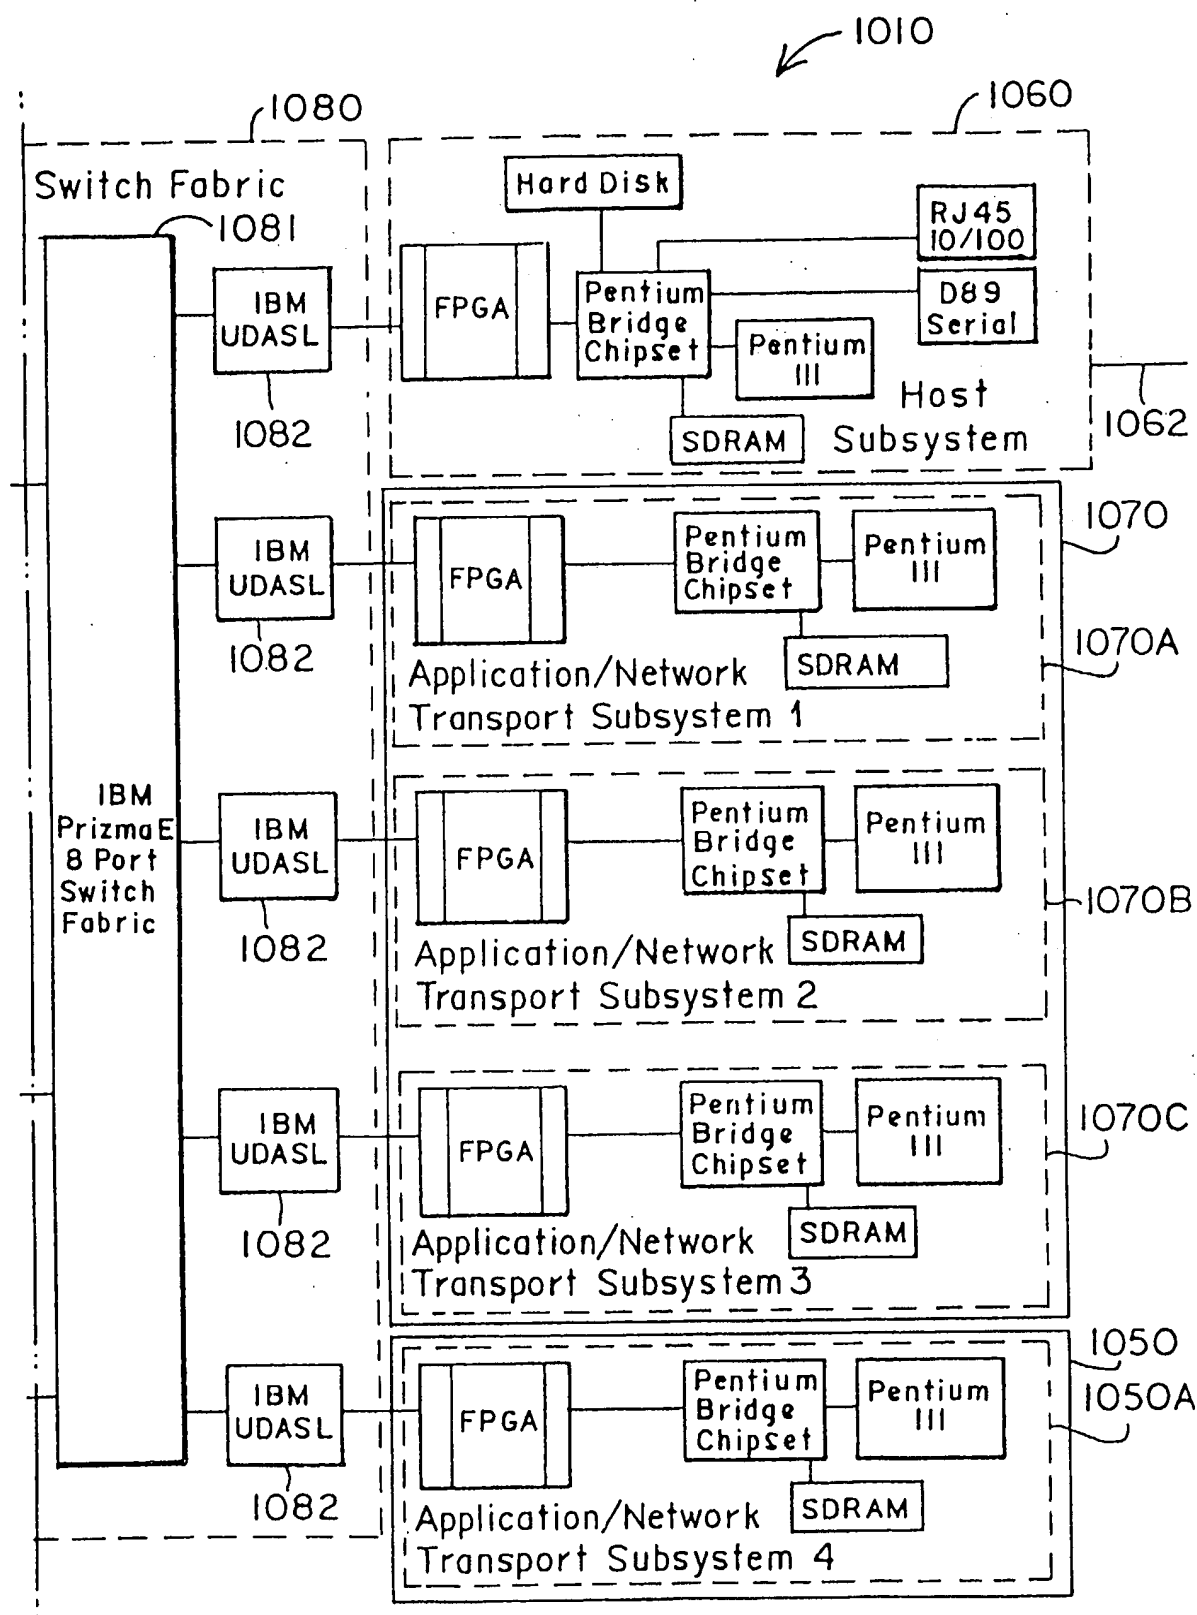 1010
1080
1060
Switch Fabric
1081
Hard Disk
RJ45
10/100
IBM
UDASL
1082
FPGA
Pentium
Bridge
Chipset
D89
Serial
Pentium
III
SDRAM
Host
Subsystem
1062
IBM
UDASL
1082
FPGA
Pentium
Bridge
Chipset
Pentium
III
SDRAM
Application/Network
Transport Subsystem 1
1070
1070A
IBM
PrizmaE
8 Port
Switch
Fabric
IBM
UDASL
1082
FPGA
Pentium
Bridge
Chipset
Pentium
III
SDRAM
Application/Network
Transport Subsystem 2
1070B
IBM
UDASL
1082
FPGA
Pentium
Bridge
Chipset
Pentium
III
SDRAM
Application/Network
Transport Subsystem 3
1070C
IBM
UDASL
1082
FPGA
Pentium
Bridge
Chipset
Pentium
III
SDRAM
Application/Network
Transport Subsystem 4
1050
1050A